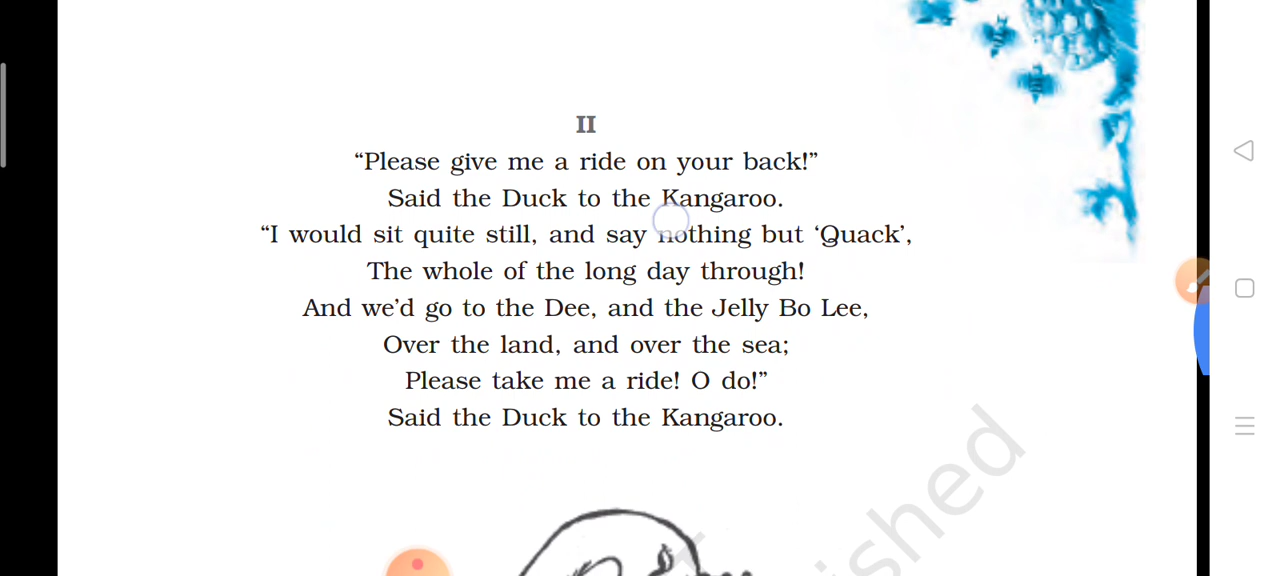 II
“Please give me a ride on your back!”
Said the Duck to the Kangaroo.
“I would sit quite still, and say nothing but ‘Quack’,
The whole of the long day through!
And we’d go to the Dee, and the Jelly Bo Lee,
Over the land, and over the sea;
Please take me a ride! O do!”
Said the Duck to the Kangaroo.